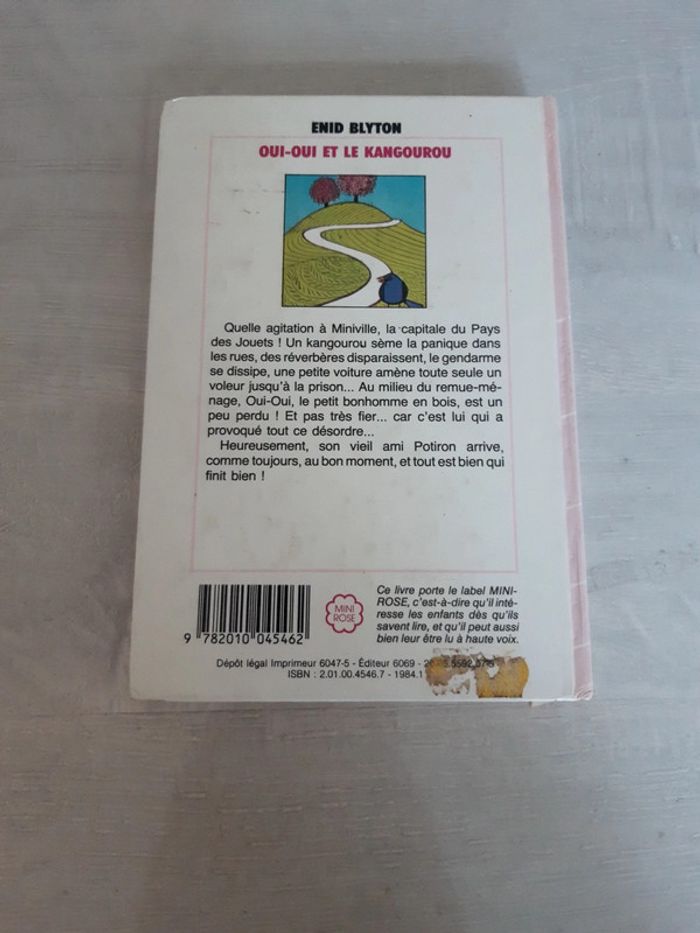 ENID BLYTON
OUI-OUI ET LE KANGOUROU
Quelle agitation à Miniville, la capitale du Pays
des Jouets ! Un kangourou sème la panique dans
les rues, des réverbères disparaissent, le gendarme
se dissipe, une petite voiture amène toute seule un
voleur jusqu'à la prison... Au milieu du remue-mé-
nage, Oui-Oui, le petit bonhomme en bois, est un
peu perdu ! Et pas très fier... car c'est lui qui a
provoqué tout ce désordre...
Heureusement, son vieil ami Potiron arrive,
comme toujours, au bon moment, et tout est bien qui
finit bien !
Ce livre porte le label MINI-
ROSE, c'est-à-dire qu'il inté-
resse les enfants dès qu'ils
savent lire, et qu'il peut aussi
bien leur être lu à haute voix.
MINI
ROSE
9 782010 045462
Dépôt légal Imprimeur 6047-5 - Éditeur 6069 -
ISBN : 2.01.00.4546.7 - 1984.1